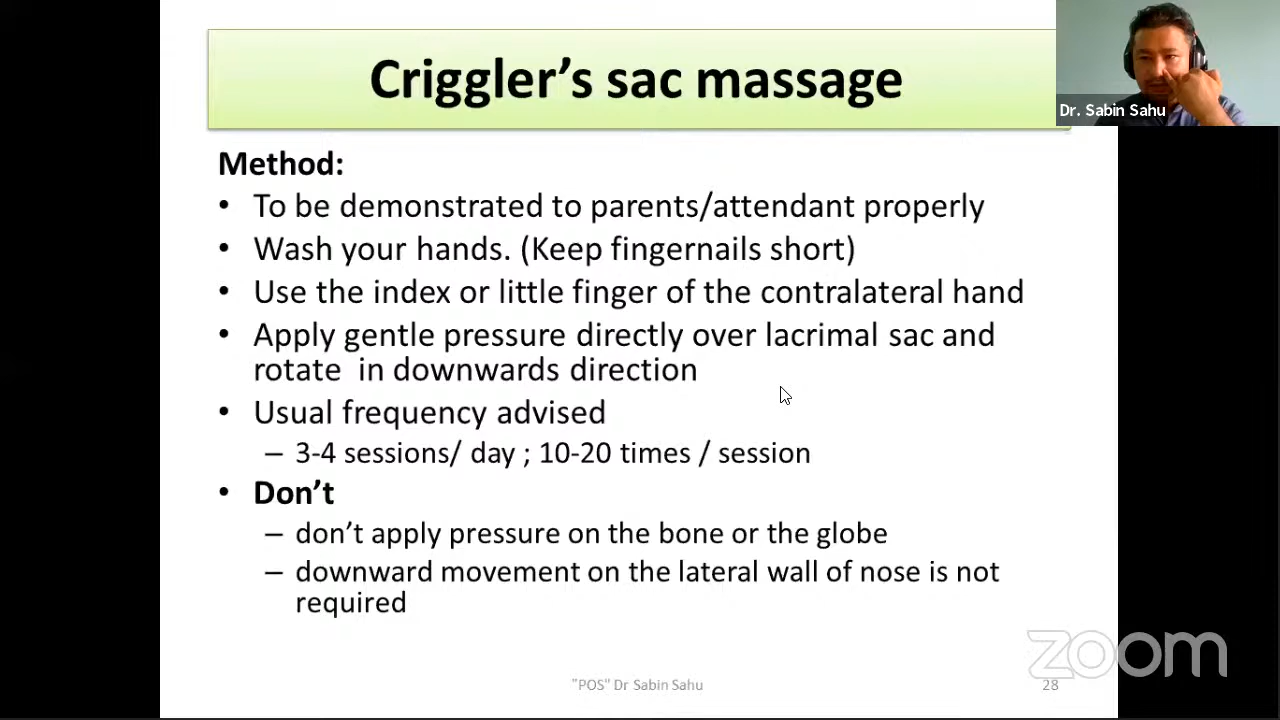 Criggler's sac massage
Dr. Sabin Sahu
Method:
• To be demonstrated to parents/attendant properly
• Wash your hands. (Keep fingernails short)
• Use the index or little finger of the contralateral hand
• Apply gentle pressure directly over lacrimal sac and
rotate in downwards direction
• Usual frequency advised
– 3-4 sessions/ day ; 10-20 times / session
• Don't
– don't apply pressure on the bone or the globe
– downward movement on the lateral wall of nose is not
required
zoom
"POS" Dr Sabin Sahu
28